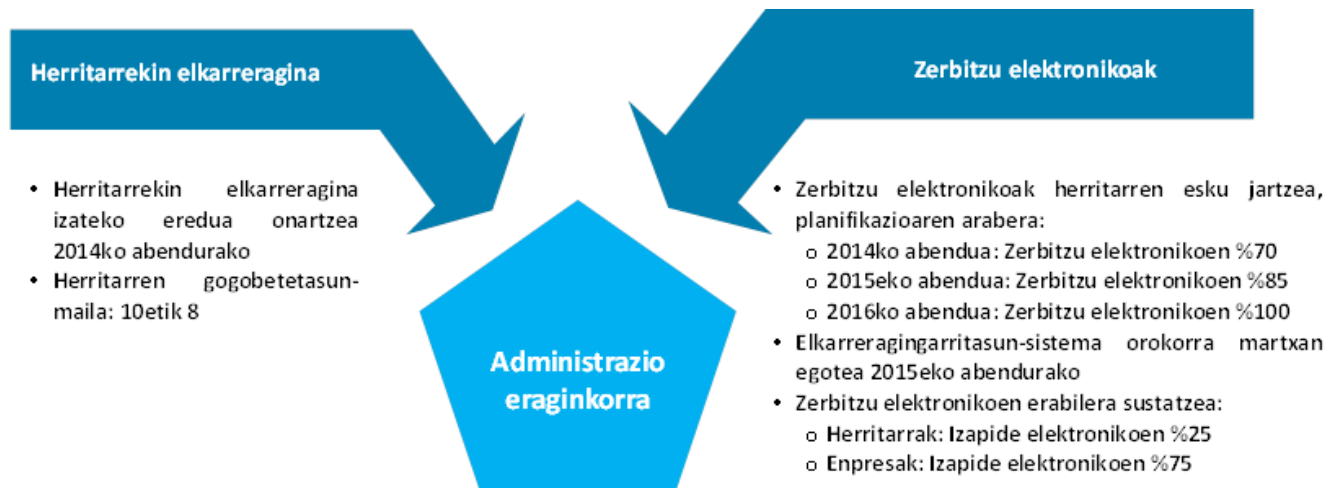 Herritarrekin elkarreragina
Zerbitzu elektronikoak
• Herritarrekin elkarreragina
izateko eredua onartzea
2014ko abendurako
• Herritarren gogobetetasun-
maila: 10etik 8
• Zerbitzu elektronikoak herritarren esku jartzea,
planifikazioaren arabera:
o 2014ko abendua: Zerbitzu elektronikoen %70
o 2015eko abendua: Zerbitzu elektronikoen %85
o 2016ko abendua: Zerbitzu elektronikoen %100
• Elkarreragingarritasun-sistema orokorra martxan
egotea 2015eko abendurako
• Zerbitzu elektronikoen erabilera sustatzea:
o Herritarrak: Izapide elektronikoen %25
o Enpresak: Izapide elektronikoen %75
Administrazio
eraginkorra